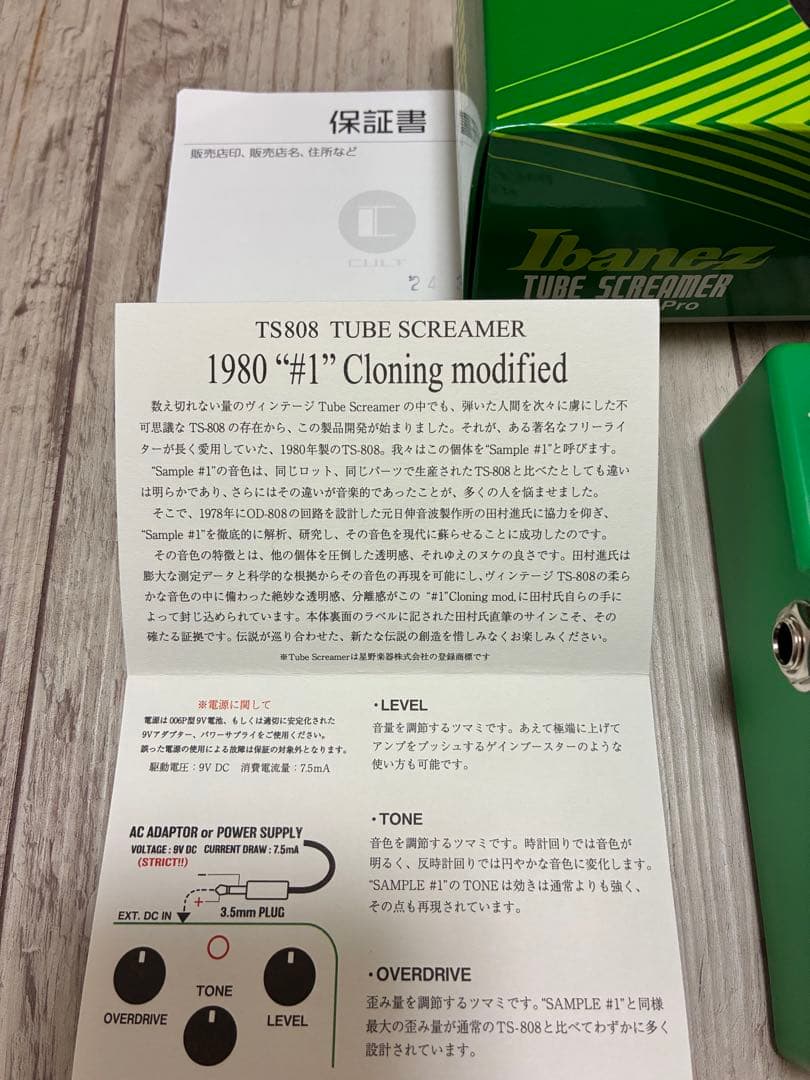 保証書
販売店印、販売店名、住所など
CULT
24
Ibanez
TUBE SCREAMER
Pro
TS808 TUBE SCREAMER
1980 “#1” Cloning modified
数え切れない量のヴィンテージ Tube Screamer の中でも、弾いた人間を次々に虜にした不
可思議な TS-808 の存在から、この製品開発が始まりました。それが、ある著名なフリーライ
ターが長く愛用していた、1980年製のTS-808。我々はこの個体を“Sample #1”と呼びます。
“Sample #1”の音色は、同じロット、同じパーツで生産されたTS-808と比べたとしても違い
は明らかであり、さらにはその違いが音楽的であったことが、多くの人を悩ませました。
そこで、1978年にOD-808の回路を設計した元日伸音波製作所の田村進氏に協力を仰ぎ、
“Sample #1”を徹底的に解析、研究し、その音色を現代に蘇らせることに成功したのです。
その音色の特徴とは、他の個体を圧倒した透明感、それゆえのヌケの良さです。田村進氏は
膨大な測定データと科学的な根拠からその音色の再現を可能にし、ヴィンテージTS-808の柔ら
かな音色の中に備わった絶妙な透明感、分離感がこの “#1”Cloning mod.に田村氏自らの手に
よって封じ込められています。本体裏面のラベルに記された田村氏直筆のサインこそ、その
確たる証拠です。伝説が巡り合わせた、新たな伝説の創造を惜しみなくお楽しみください。
※Tube Screamerは星野楽器株式会社の登録商標です
※電源に関して
電源は 006P型9V電池、もしくは適切に安定化された
9Vアダプター、パワーサプライをご使用ください。
誤った電源の使用による故障は保証の対象外となります。
駆動電圧：9V DC 消費電流量：7.5mA
AC ADAPTOR or POWER SUPPLY
VOLTAGE : 9V DC CURRENT DRAW : 7.5mA
(STRICT!!)
−
+
3.5mm PLUG
EXT. DC IN
OVERDRIVE
TONE
LEVEL
・LEVEL
音量を調節するツマミです。あえて極端に上げて
アンプをプッシュするゲインブースターのような
使い方も可能です。
・TONE
音色を調節するツマミです。時計回りでは音色が
明るく、反時計回りでは円やかな音色に変化します。
“SAMPLE #1”のTONEは効きは通常よりも強く、
その点も再現されています。
・OVERDRIVE
歪み量を調節するツマミです。“SAMPLE #1”と同様
最大の歪み量が通常のTS-808と比べてわずかに多く
設計されています。